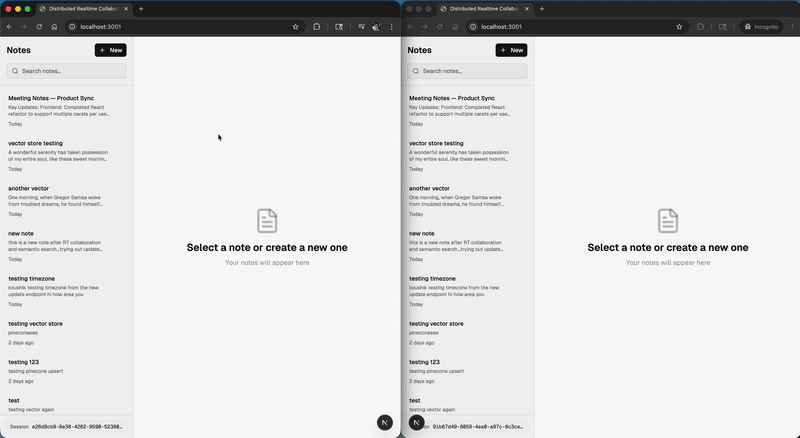 Distributed Realtime Collab
localhost:3001
Notes
+ New
Search notes...
Meeting Notes — Product Sync
Key Updates: Frontend: Completed React
refactor to support multiple carets per use...
Today
vector store testing
A wonderful serenity has taken possession
of my entire soul, like these sweet mornin...
Today
another vector
One morning, when Gregor Samsa woke
from troubled dreams, he found himself...
Today
new note
this is a new note after RT collaboration
and semantic search...trying out update...
Today
testing timezone
koushik testing timezone from the new
update endpoint hi how area you
Today
testing vector store
pineconeeee
2 days ago
testing 123
testing pinecone upsert
2 days ago
test
testing vector again
Session e26d9cb9-8e36-4262-9590-52380...
Select a note or create a new one
Your notes will appear here
N
Distributed Realtime Collab
localhost:3001
Incognito
Notes
+ New
Search notes...
Meeting Notes — Product Sync
Key Updates: Frontend: Completed React
refactor to support multiple carets per use...
Today
vector store testing
A wonderful serenity has taken possession
of my entire soul, like these sweet mornin...
Today
another vector
One morning, when Gregor Samsa woke
from troubled dreams, he found himself...
Today
new note
this is a new note after RT collaboration
and semantic search...trying out update...
Today
testing timezone
koushik testing timezone from the new
update endpoint hi how area you
Today
testing vector store
pineconeeee
2 days ago
testing 123
testing pinecone upsert
2 days ago
test
testing vector again
N
91b67d49-8059-4ea0-a97c-8c3ce...
Select a note or create a new one
Your notes will appear here